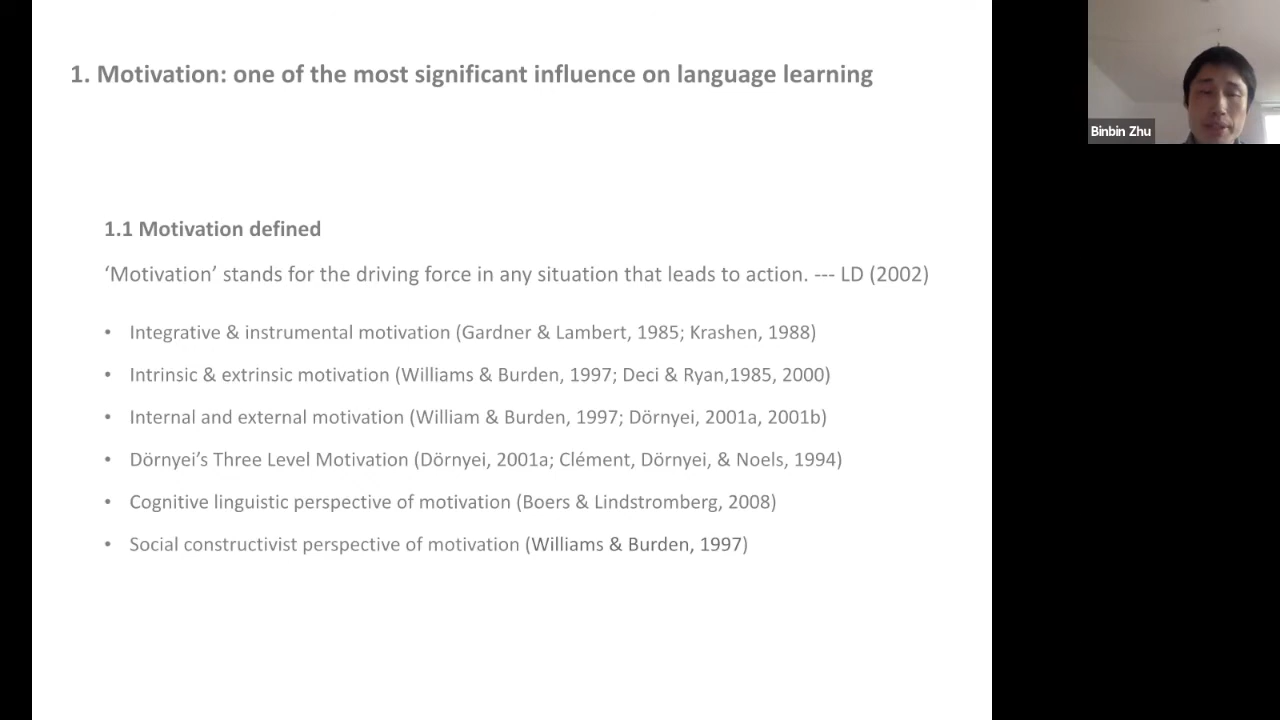 1. Motivation: one of the most significant influence on language learning
Binbin Zhu
1.1 Motivation defined
‘Motivation’ stands for the driving force in any situation that leads to action. --- LD (2002)
• Integrative & instrumental motivation (Gardner & Lambert, 1985; Krashen, 1988)
• Intrinsic & extrinsic motivation (Williams & Burden, 1997; Deci & Ryan,1985, 2000)
• Internal and external motivation (William & Burden, 1997; Dörnyei, 2001a, 2001b)
• Dörnyei’s Three Level Motivation (Dörnyei, 2001a; Clément, Dörnyei, & Noels, 1994)
• Cognitive linguistic perspective of motivation (Boers & Lindstromberg, 2008)
• Social constructivist perspective of motivation (Williams & Burden, 1997)